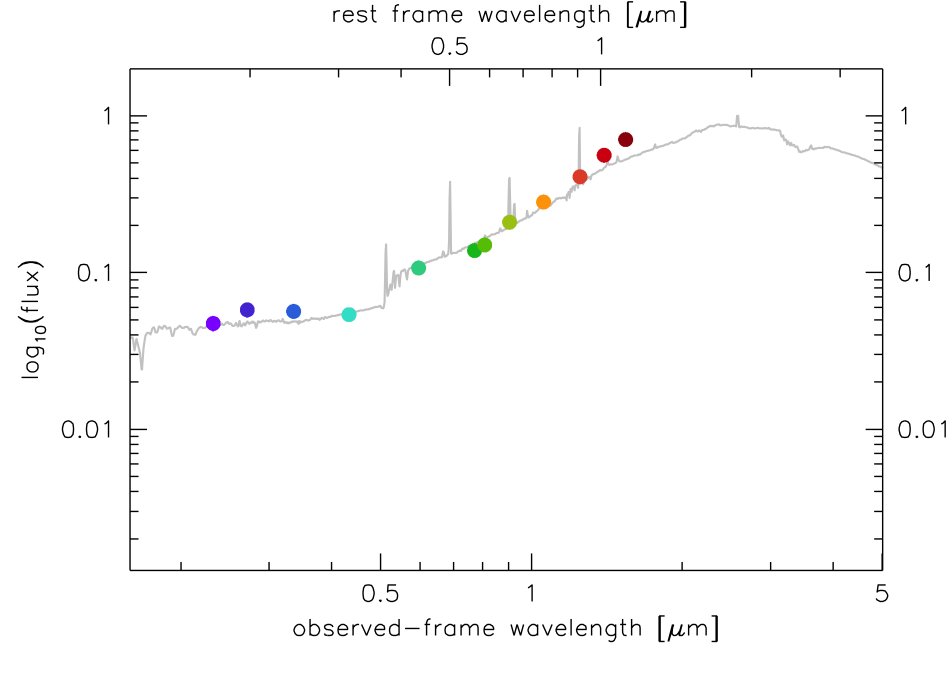 rest frame wavelength [μm]
0.5 1
1 1
0.1 0.1
0.01 0.01
log10(flux)
0.5 1 5
observed-frame wavelength [μm]